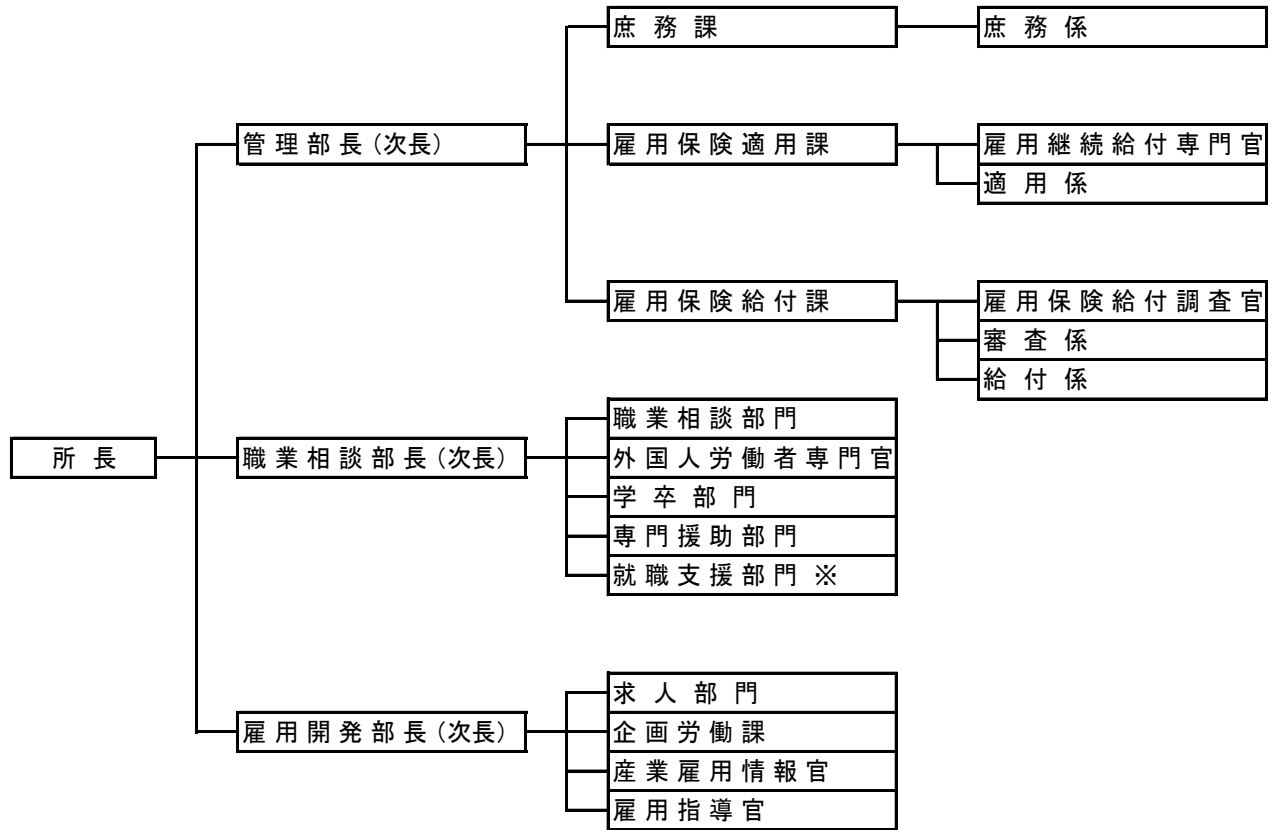 庶務課
庶務係
管理部長(次長)
雇用保険適用課
雇用継続給付専門官
適用係
雇用保険給付課
雇用保険給付調査官
審査係
給付係
所長
職業相談部長(次長)
職業相談部門
外国人労働者専門官
学卒部門
専門援助部門
就職支援部門 ※
雇用開発部長(次長)
求人部門
企画労働課
産業雇用情報官
雇用指導官